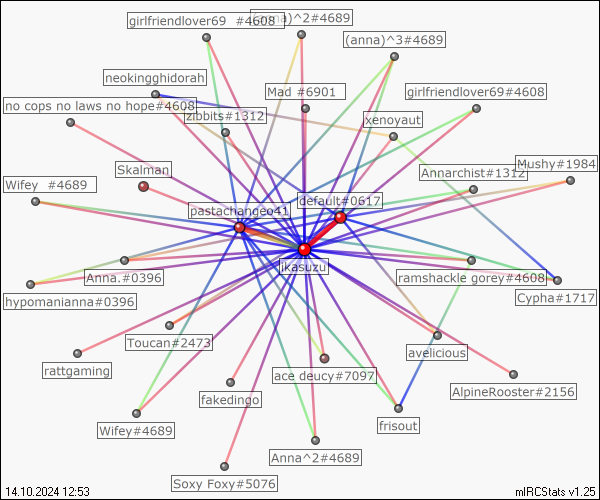 girlfriendlover69  #4608
(anna)^2#4689
(anna)^3#4689
neokingghidorah
Mad  #6901
girlfriendlover69#4608
no cops no laws no hope#4608
zibbits#1312
xenoyaut
Skalman
Annarchist#1312
Mushy#1984
Wifey  #4689
default#0617
pastachangeo41
jkasuzu
Anna.#0396
ramshackle gorey#4608
hypomanianna#0396
Cypha#1717
Toucan#2473
avelicious
rattgaming
ace deucy#7097
AlpineRooster#2156
fakedingo
Wifey#4689
frisout
Anna^2#4689
Soxy Foxy#5076
14.10.2024 12:53
mIRCStats v1.25